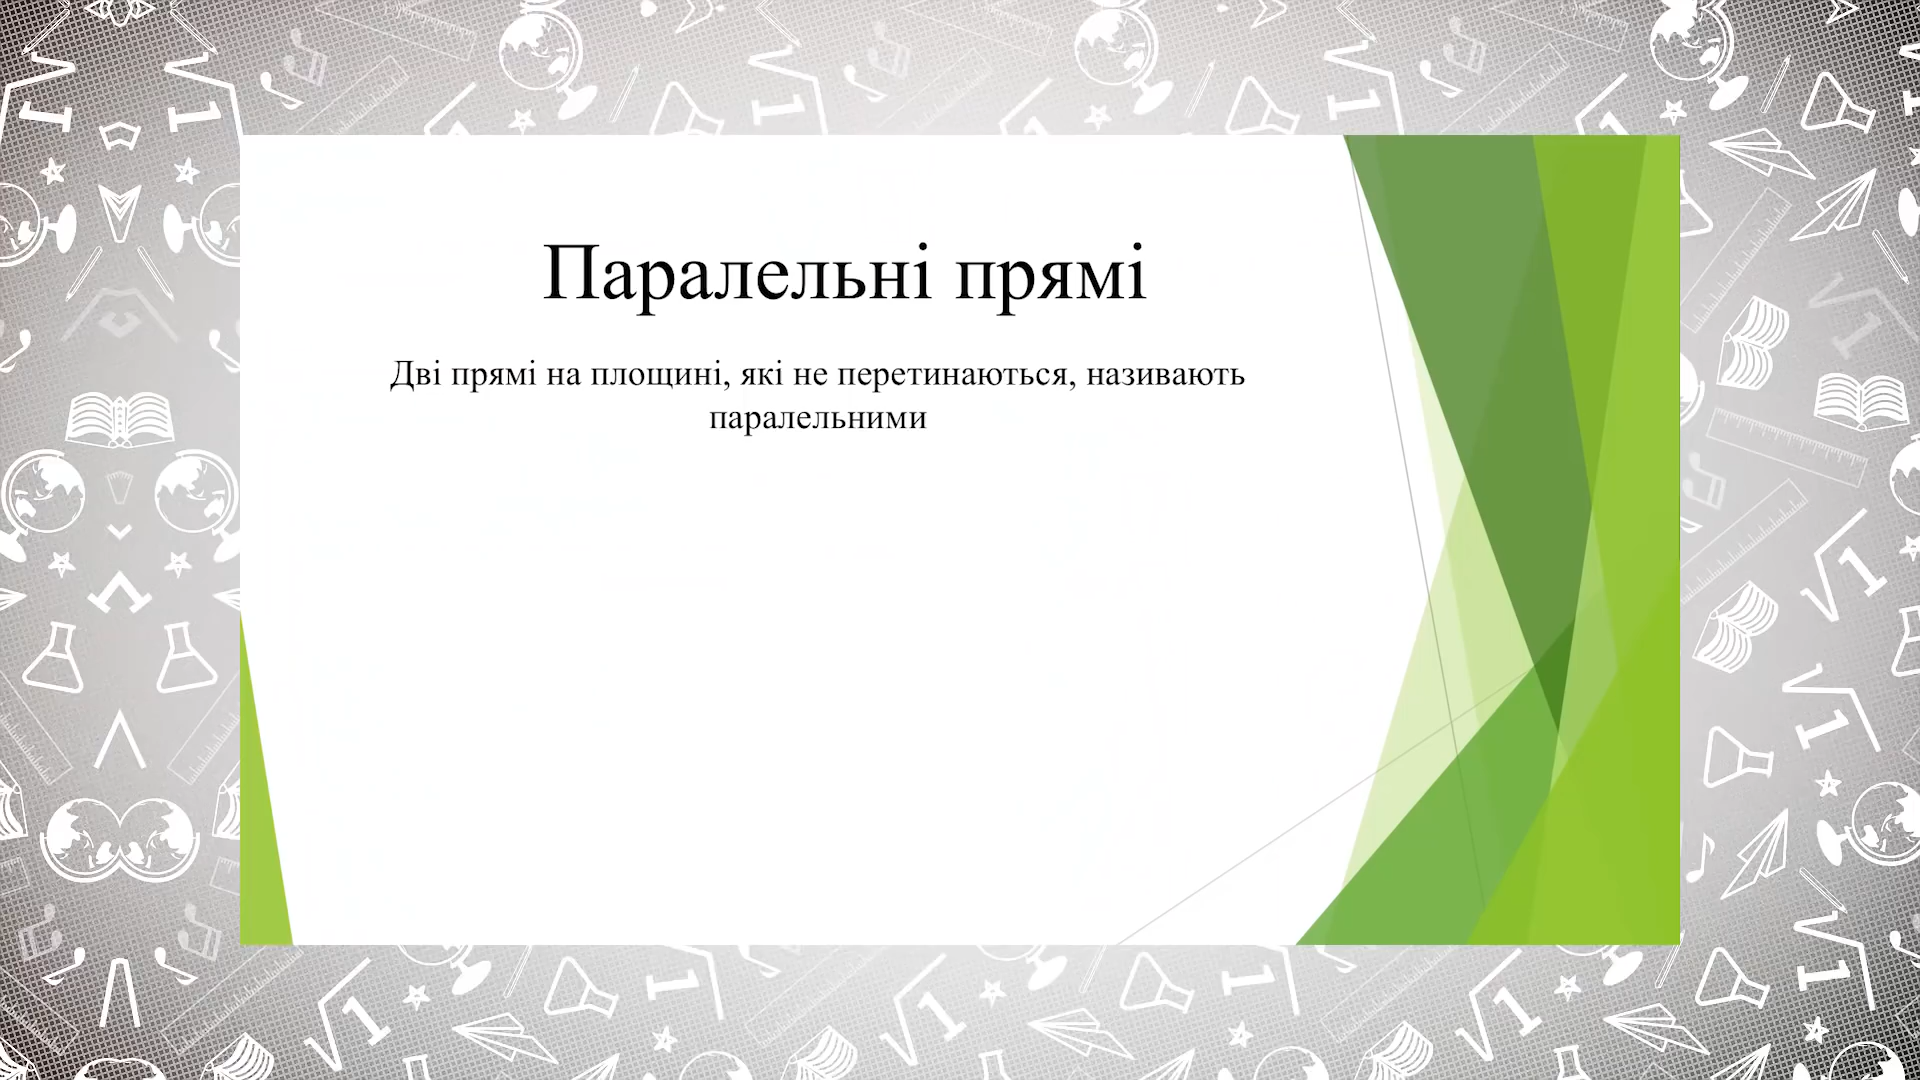 Паралельні прямі
Дві прямі на площині, які не перетинаються, називають
паралельними